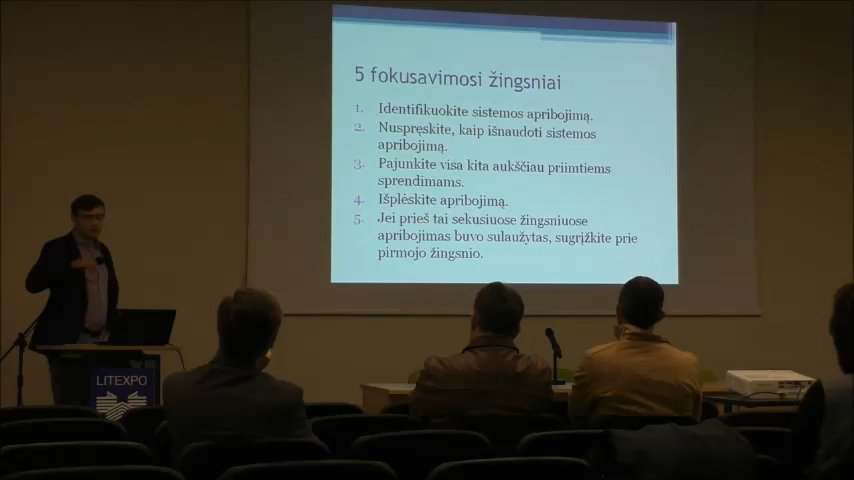 5 fokusavimosi žingsniai
1. Identifikuokite sistemos apribojimą.
2. Nuspręskite, kaip išnaudoti sistemos
apribojimą.
3. Pajunkite visa kita aukščiau priimtiems
sprendimams.
4. Išplėskite apribojimą.
5. Jei prieš tai sekusiuose žingsniuose
apribojimas buvo sulaužytas, sugrįžkite prie
pirmojo žingsnio.
LITEXPO